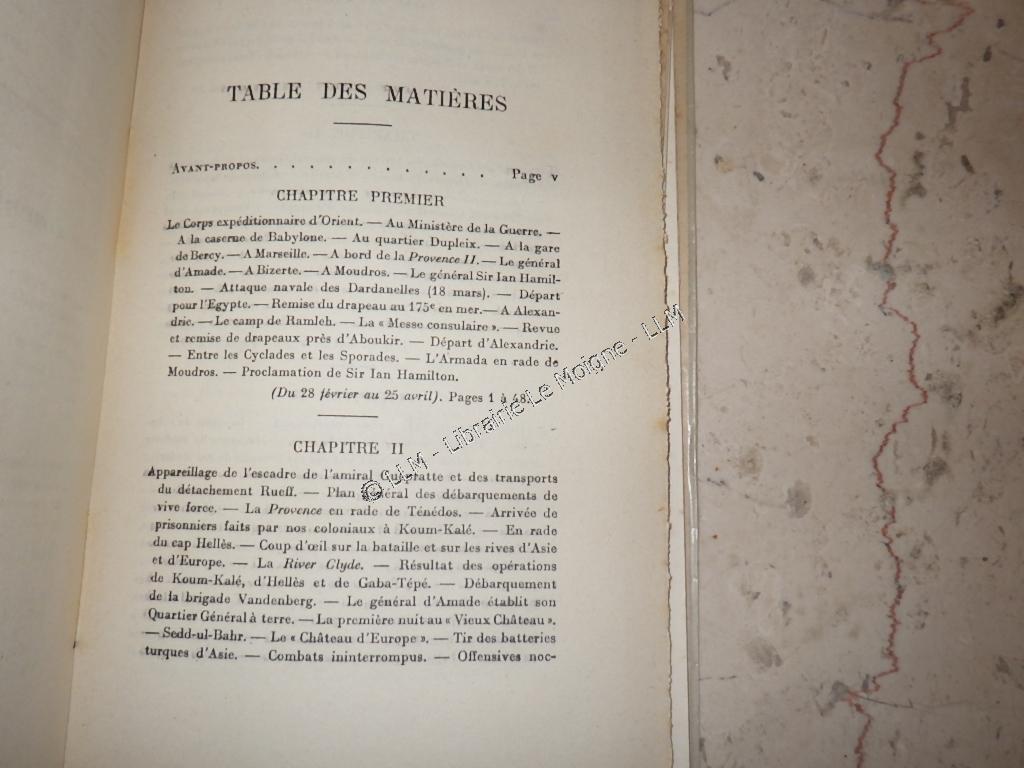 TABLE DES MATIÈRES
AVANT-PROPOS. . . . . . . . . . . . . Page v
CHAPITRE PREMIER
Le Corps expéditionnaire d'Orient. — Au Ministère de la Guerre. —
A la caserne de Babylone. — Au quartier Dupleix. — A la gare
de Bercy. — A Marseille. — A bord de la Provence II. — Le général
d'Amade. — A Bizerte. — A Moudros. — Le général Sir Ian Hamil-
ton. — Attaque navale des Dardanelles (18 mars). — Départ
pour l'Egypte. — Remise du drapeau au 175e en mer. — A Alexan-
drie. — Le camp de Ramleh. — La « Messe consulaire ». — Revue
et remise de drapeaux près d'Aboukir. — Départ d'Alexandrie.
— Entre les Cyclades et les Sporades. — L'Armada en rade de
Moudros. — Proclamation de Sir Ian Hamilton.
(Du 28 février au 25 avril). Pages 1 à 48.
CHAPITRE II
Appareillage de l'escadre de l'amiral Guépratte et des transports
du détachement Rueff. — Plan général des débarquements de
vive force. — La Provence en rade de Ténédos. — Arrivée de
prisonniers faits par nos coloniaux à Koum-Kalé. — En rade
du cap Hellès. — Coup d'œil sur la bataille et sur les rives d'Asie
et d'Europe. — La River Clyde. — Résultat des opérations
de Koum-Kalé, d'Hellès et de Gaba-Tépé. — Débarquement
de la brigade Vandenberg. — Le général d'Amade établit son
Quartier Général à terre. — La première nuit au « Vieux Château ».
— Sedd-ul-Bahr. — Le « Château d'Europe ». — Tir des batteries
turques d'Asie. — Combats ininterrompus. — Offensives noc-
© LLM - Librairie Le Moigne - LLM